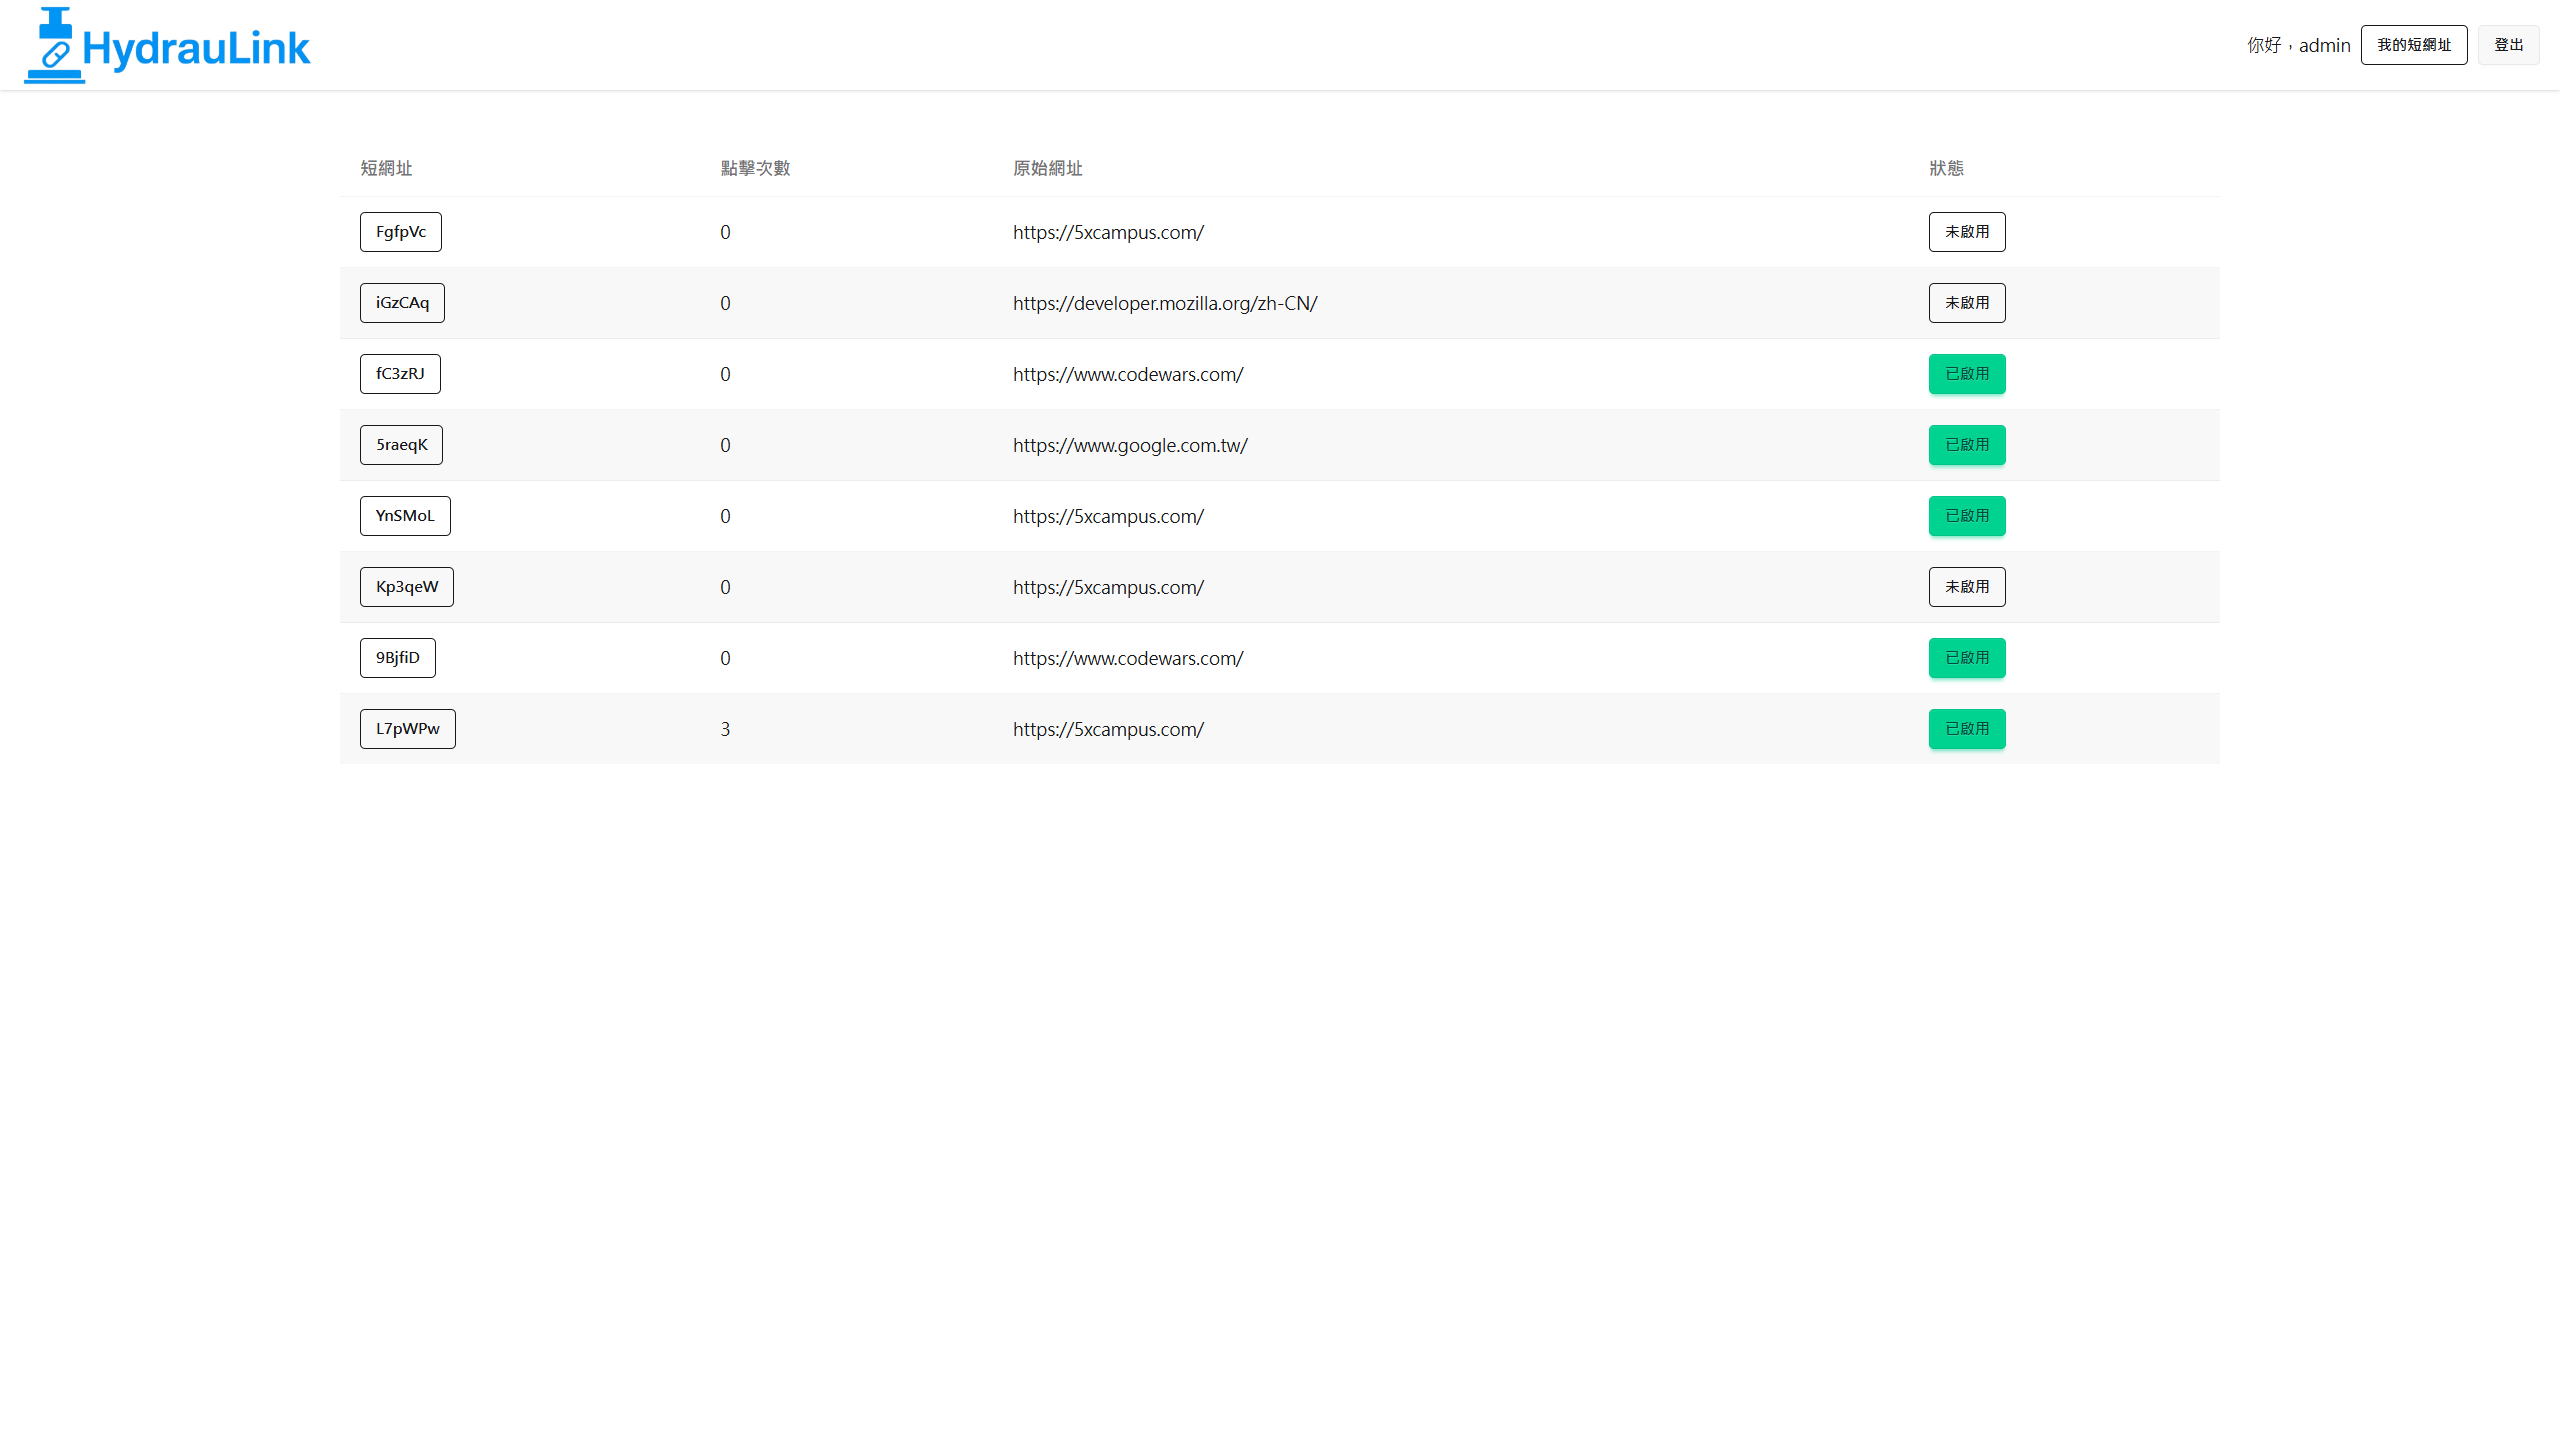 HydrauLink
你好，admin 我的短網址 登出
短網址 點擊次數 原始網址 狀態
FgfpVc 0 https://5xcampus.com/ 未啟用
iGzCAq 0 https://developer.mozilla.org/zh-CN/ 未啟用
fC3zRJ 0 https://www.codewars.com/ 已啟用
5raeqK 0 https://www.google.com.tw/ 已啟用
YnSMoL 0 https://5xcampus.com/ 已啟用
Kp3qeW 0 https://5xcampus.com/ 未啟用
9BjfiD 0 https://www.codewars.com/ 已啟用
L7pWPw 3 https://5xcampus.com/ 已啟用